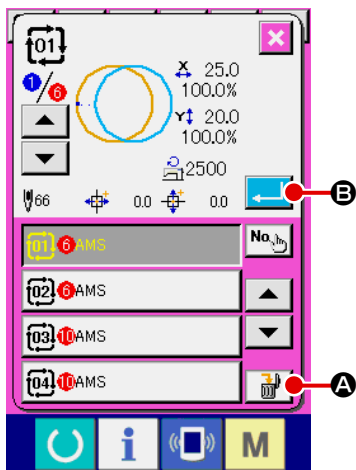 01
1/6
X 25.0
100.0%
Y 20.0
100.0%
2500
66 0.0 0.0
B
01 6 AMS
No.
02 6 AMS
03 10 AMS
04 10 AMS
A
i M